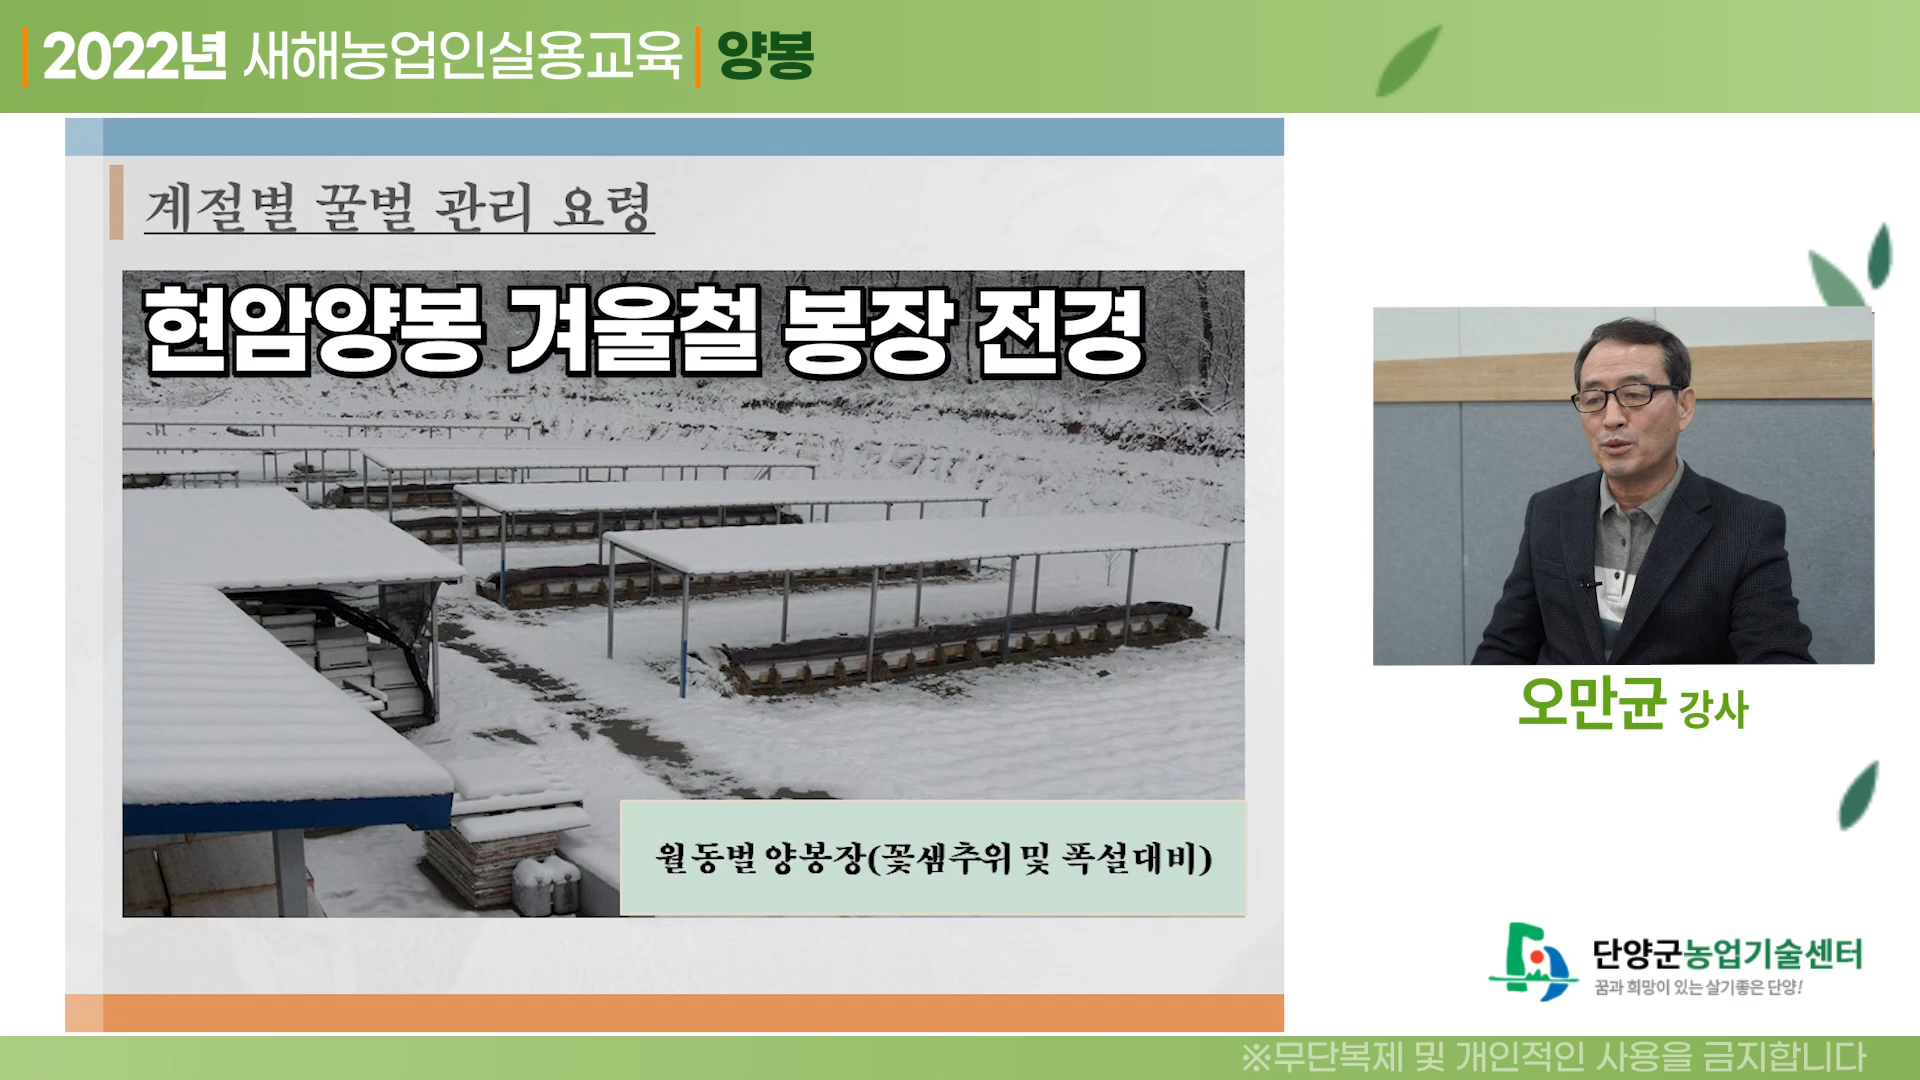 2022년 새해농업인실용교육 양봉
계절별 꿀벌 관리 요령
현암양봉 겨울철 봉장 전경
월동벌 양봉장(꽃샘추위 및 폭설대비)
오만균 강사
단양군농업기술센터
꿈과 희망이 있는 살기좋은 단양!
※무단복제 및 개인적인 사용을 금지합니다